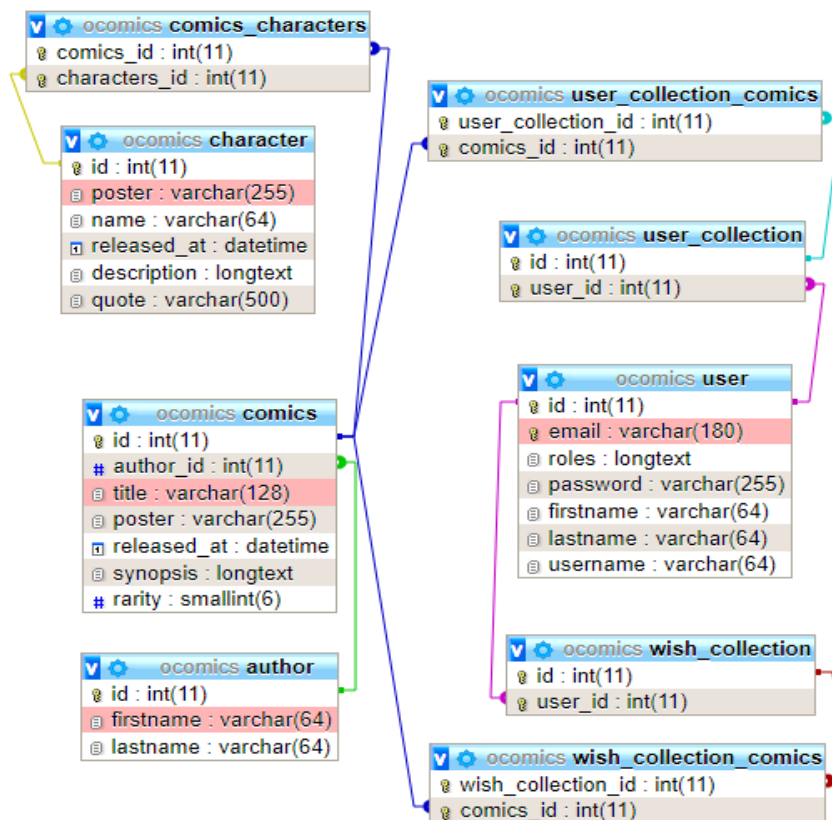 ocomics comics_characters
comics_id : int(11)
characters_id : int(11)
ocomics character
id : int(11)
poster : varchar(255)
name : varchar(64)
released_at : datetime
description : longtext
quote : varchar(500)
ocomics comics
id : int(11)
# author_id : int(11)
title : varchar(128)
poster : varchar(255)
released_at : datetime
synopsis : longtext
# rarity : smallint(6)
ocomics author
id : int(11)
firstname : varchar(64)
lastname : varchar(64)
ocomics user_collection_comics
user_collection_id : int(11)
comics_id : int(11)
ocomics user_collection
id : int(11)
user_id : int(11)
ocomics user
id : int(11)
email : varchar(180)
roles : longtext
password : varchar(255)
firstname : varchar(64)
lastname : varchar(64)
username : varchar(64)
ocomics wish_collection
id : int(11)
user_id : int(11)
ocomics wish_collection_comics
wish_collection_id : int(11)
comics_id : int(11)